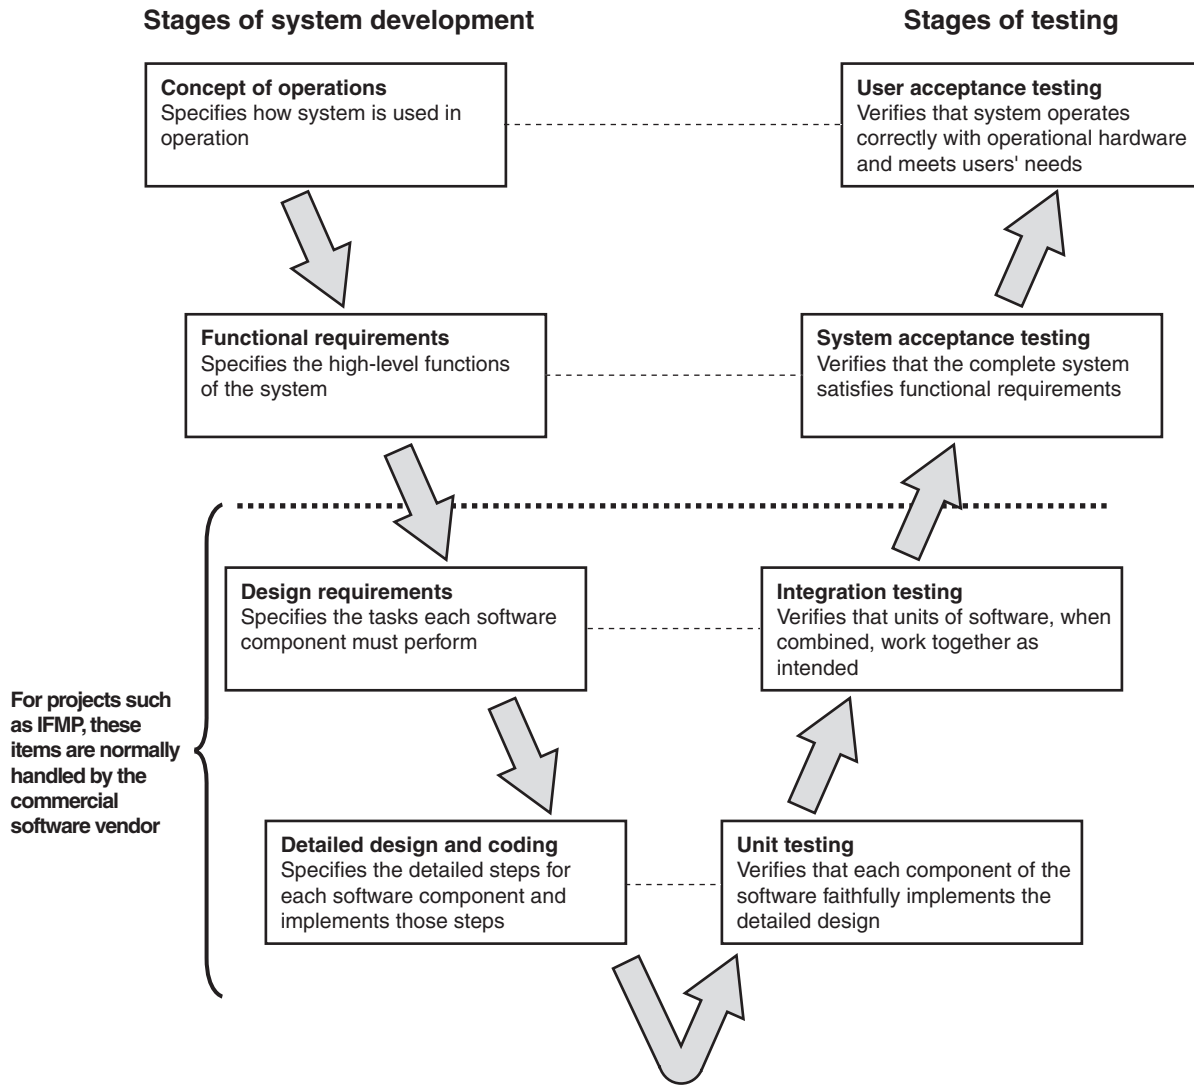 Stages of system development
Stages of testing
Concept of operations
Specifies how system is used in
operation
User acceptance testing
Verifies that system operates
correctly with operational hardware
and meets users' needs
Functional requirements
Specifies the high-level functions
of the system
System acceptance testing
Verifies that the complete system
satisfies functional requirements
Design requirements
Specifies the tasks each software
component must perform
Integration testing
Verifies that units of software, when
combined, work together as
intended
For projects such
as IFMP, these
items are normally
handled by the
commercial
software vendor
Detailed design and coding
Specifies the detailed steps for
each software component and
implements those steps
Unit testing
Verifies that each component of the
software faithfully implements the
detailed design